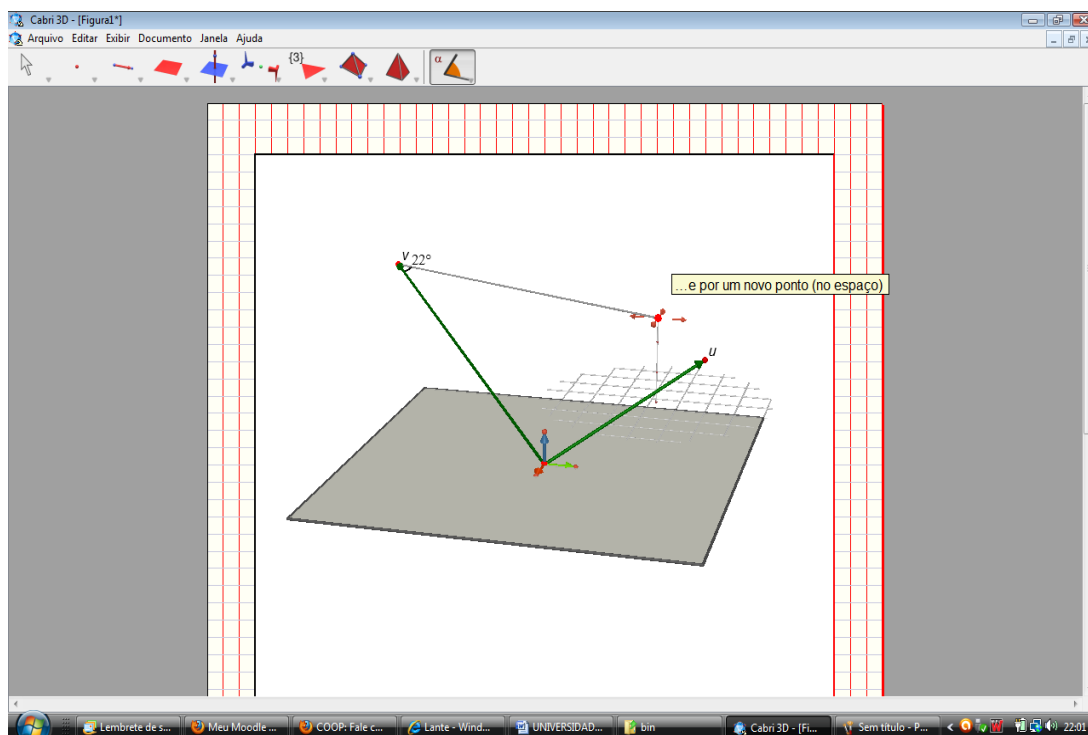 Cabri 3D - [Figura1*]
Arquivo Editar Exibir Documento Janela Ajuda
{3}
α
v 22°
...e por um novo ponto (no espaço)
u
Lembrete de s...
Meu Moodle ...
COOP: Fale c...
Lante - Wind...
UNIVERSIDAD...
bin
Cabri 3D - [Fi...
Sem título - P...
22:01